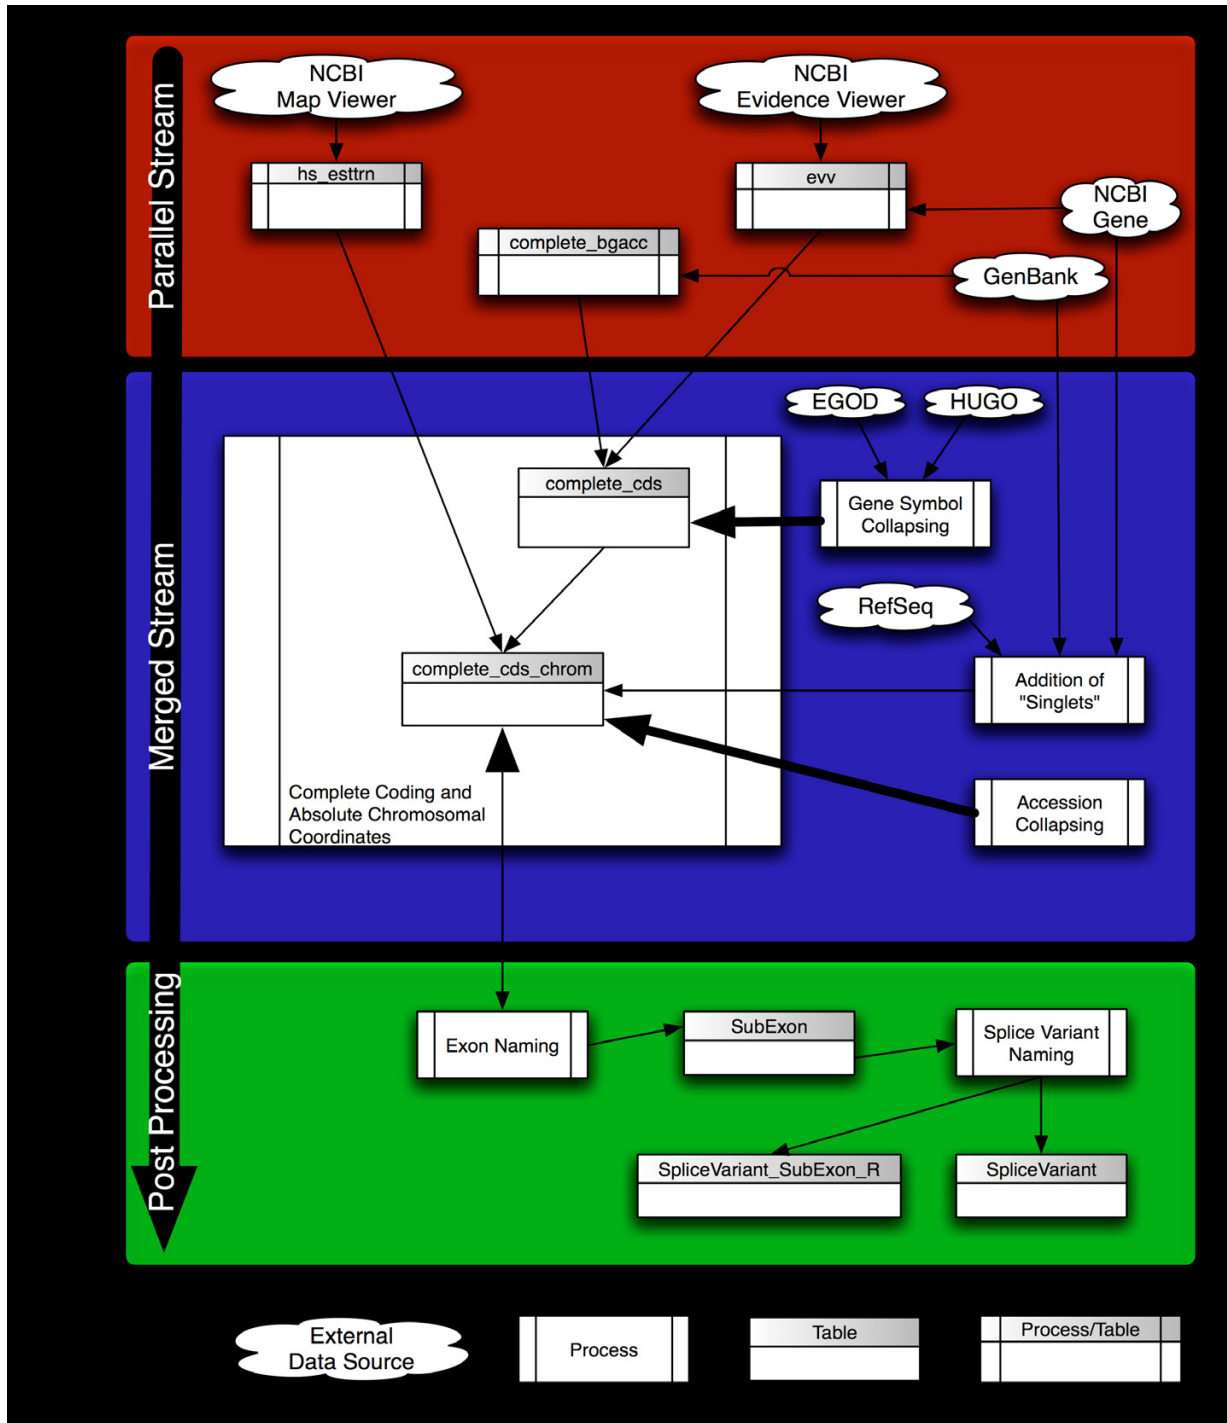 Parallel Stream
NCBI
Map Viewer
NCBI
Evidence Viewer
hs_esttrn
evv
NCBI
Gene
complete_bgacc
GenBank
Merged Stream
EGOD
HUGO
complete_cds
Gene Symbol
Collapsing
RefSeq
complete_cds_chrom
Addition of
"Singlets"
Complete Coding and
Absolute Chromosomal
Coordinates
Accession
Collapsing
Post Processing
Exon Naming
SubExon
Splice Variant
Naming
SpliceVariant_SubExon_R
SpliceVariant
External
Data Source
Process
Table
Process/Table